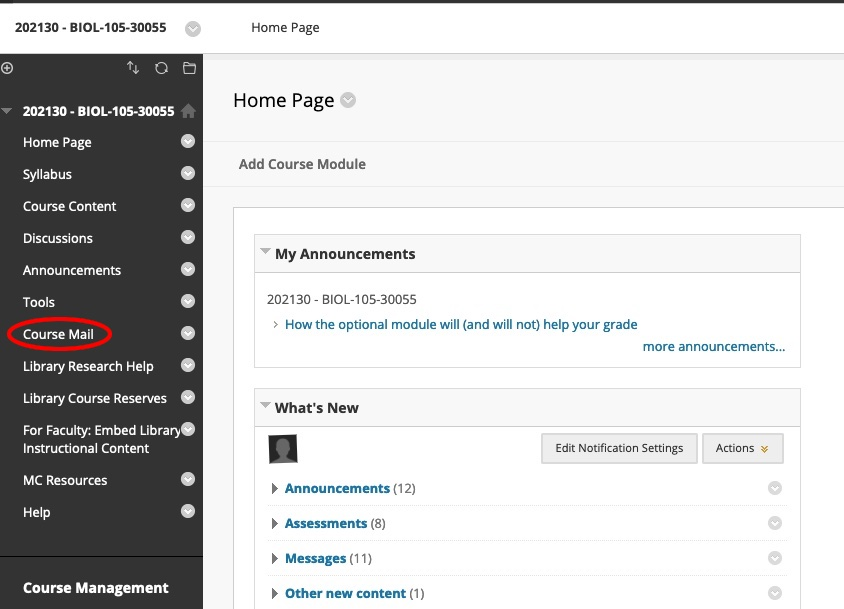 202130 - BIOL-105-30055
Home Page
202130 - BIOL-105-30055
Home Page
Syllabus
Course Content
Discussions
Announcements
Tools
Course Mail
Library Research Help
Library Course Reserves
For Faculty: Embed Library
Instructional Content
MC Resources
Help
Course Management
Home Page
Add Course Module
My Announcements
202130 - BIOL-105-30055
How the optional module will (and will not) help your grade
more announcements...
What's New
Edit Notification Settings
Actions
Announcements (12)
Assessments (8)
Messages (11)
Other new content (1)